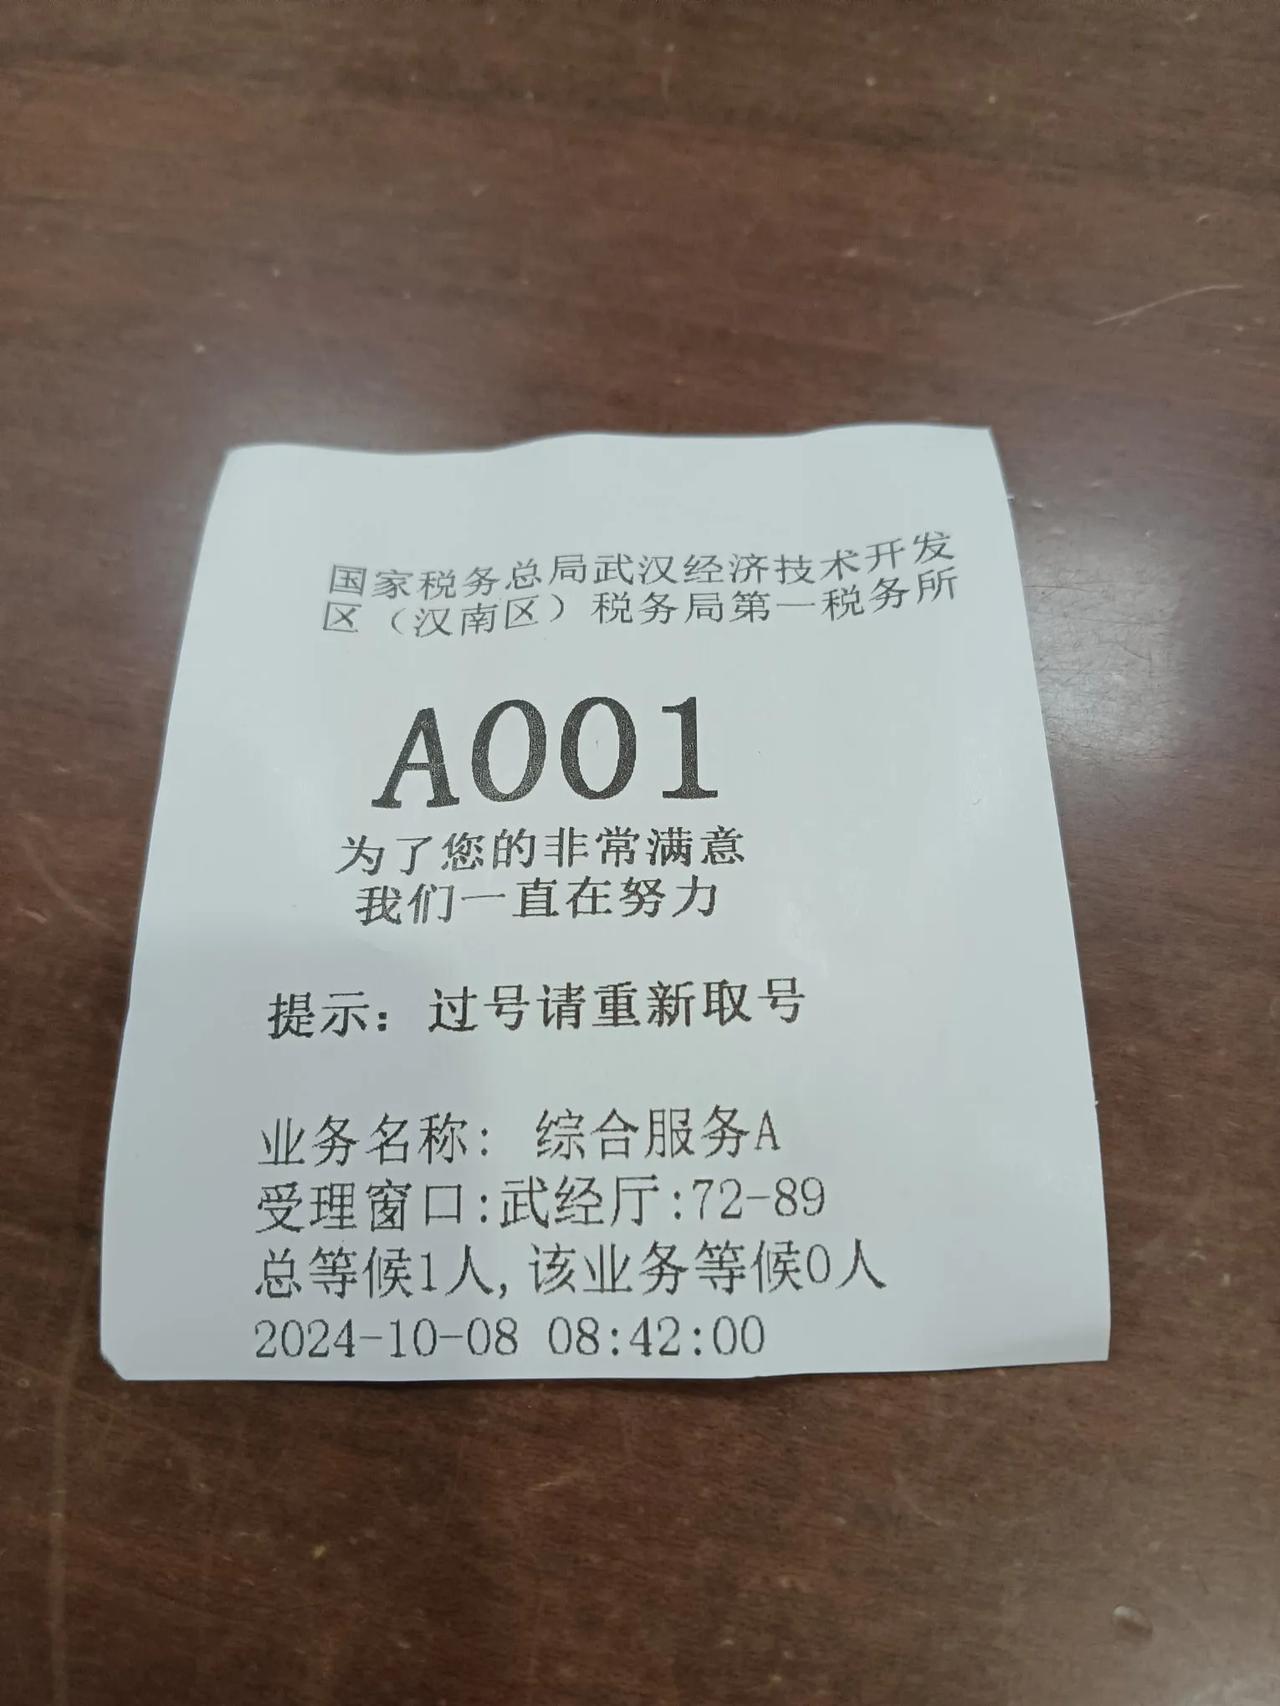 国家税务总局武汉经济技术开发
区（汉南区）税务局第一税务所
A001
为了您的非常满意
我们一直在努力
提示：过号请重新取号
业务名称：综合服务A
受理窗口:武经厅:72-89
总等候1人,该业务等候0人
2024-10-08 08:42:00